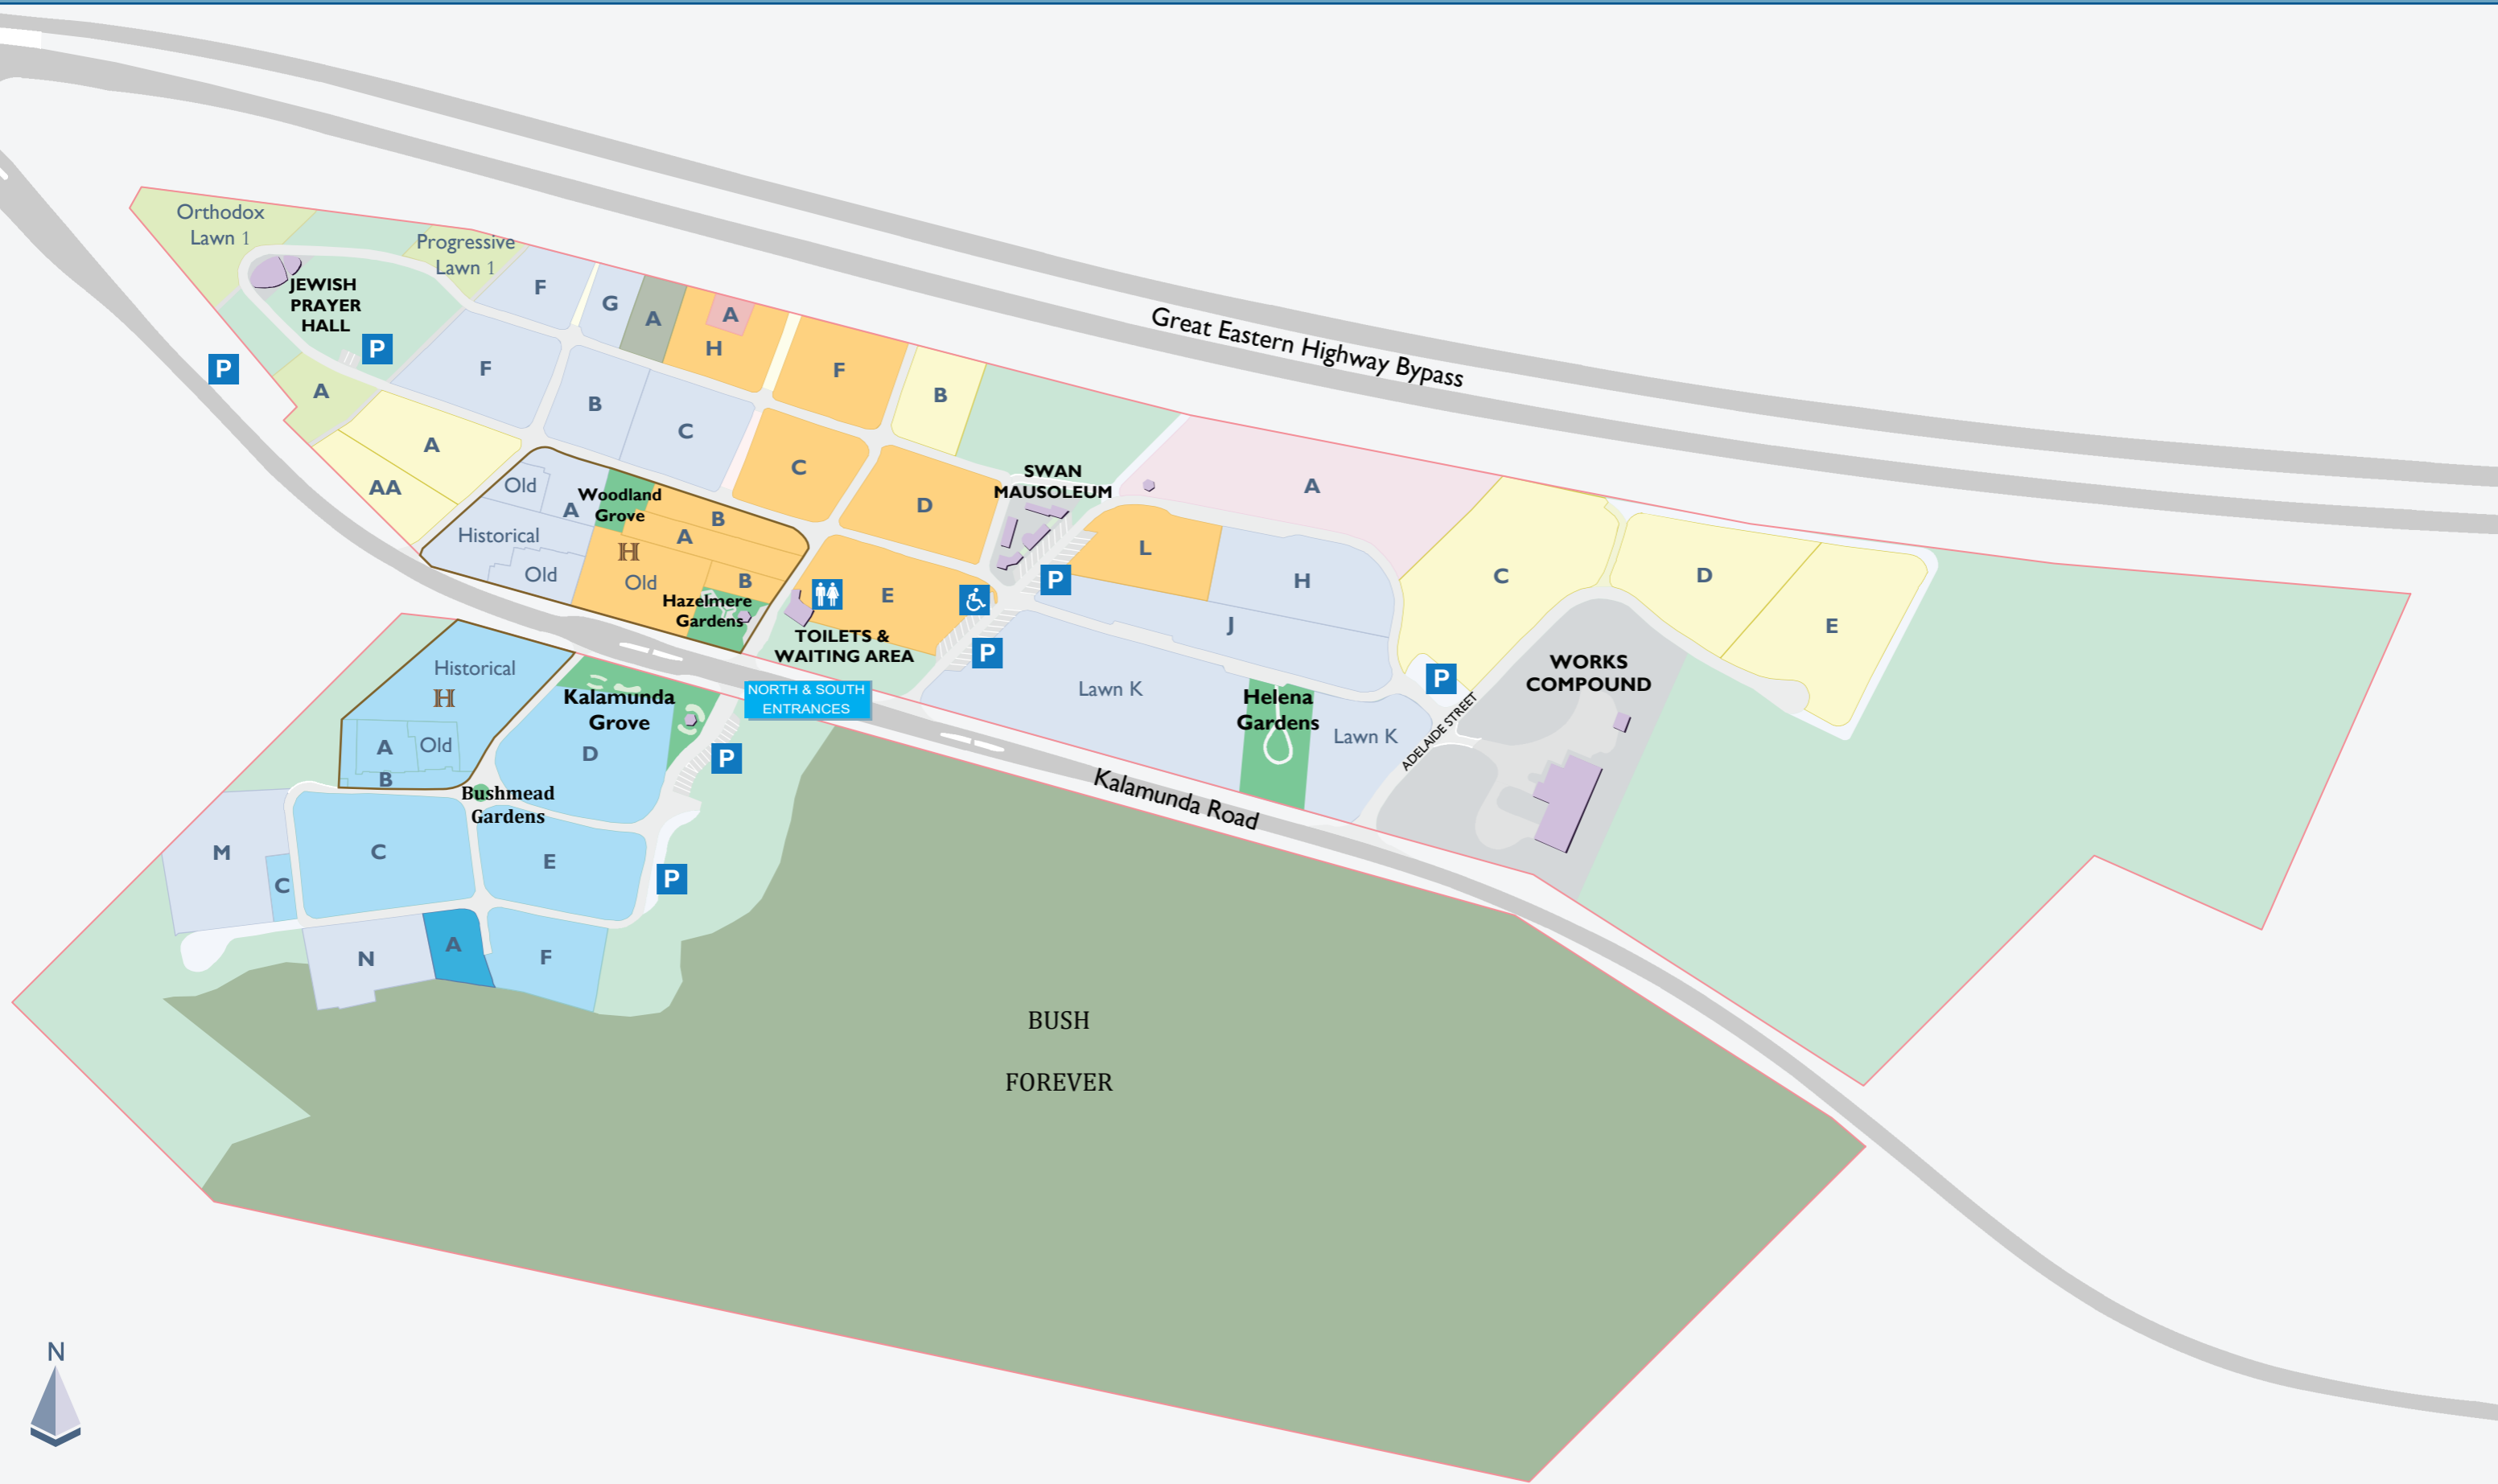 Orthodox
Lawn 1
Progressive
Lawn 1
JEWISH
PRAYER
HALL
P
P
F
G
A
A
H
F
B
Great Eastern Highway Bypass
F
B
C
A
A
AA
C
D
SWAN
MAUSOLEUM
A
Old
A
Woodland
Grove
B
A
Historical
H
Old
Old
B
Hazelmere
Gardens
E
TOILETS &
WAITING AREA
P
P
L
H
J
C
D
E
Lawn K
Helena
Gardens
Lawn K
P
ADELAIDE STREET
WORKS
COMPOUND
NORTH & SOUTH
ENTRANCES
Kalamunda Road
Historical
H
A
Old
B
Kalamunda
Grove
D
P
Bushmead
Gardens
M
C
C
E
P
N
A
F
BUSH
FOREVER
N